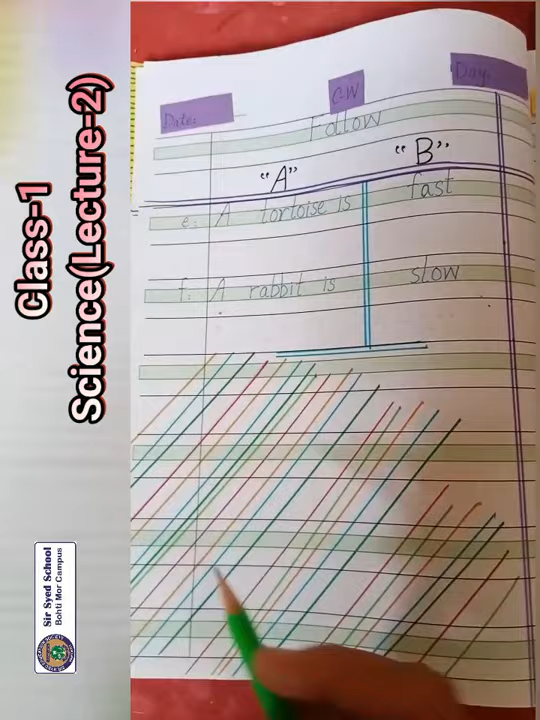 Class-1
Science(Lecture-2)
Sir Syed School
Bohti Mor Campus
Date: C.W Day:
Follow
"A" "B"
e: A tortoise is fast
f: A rabbit is slow